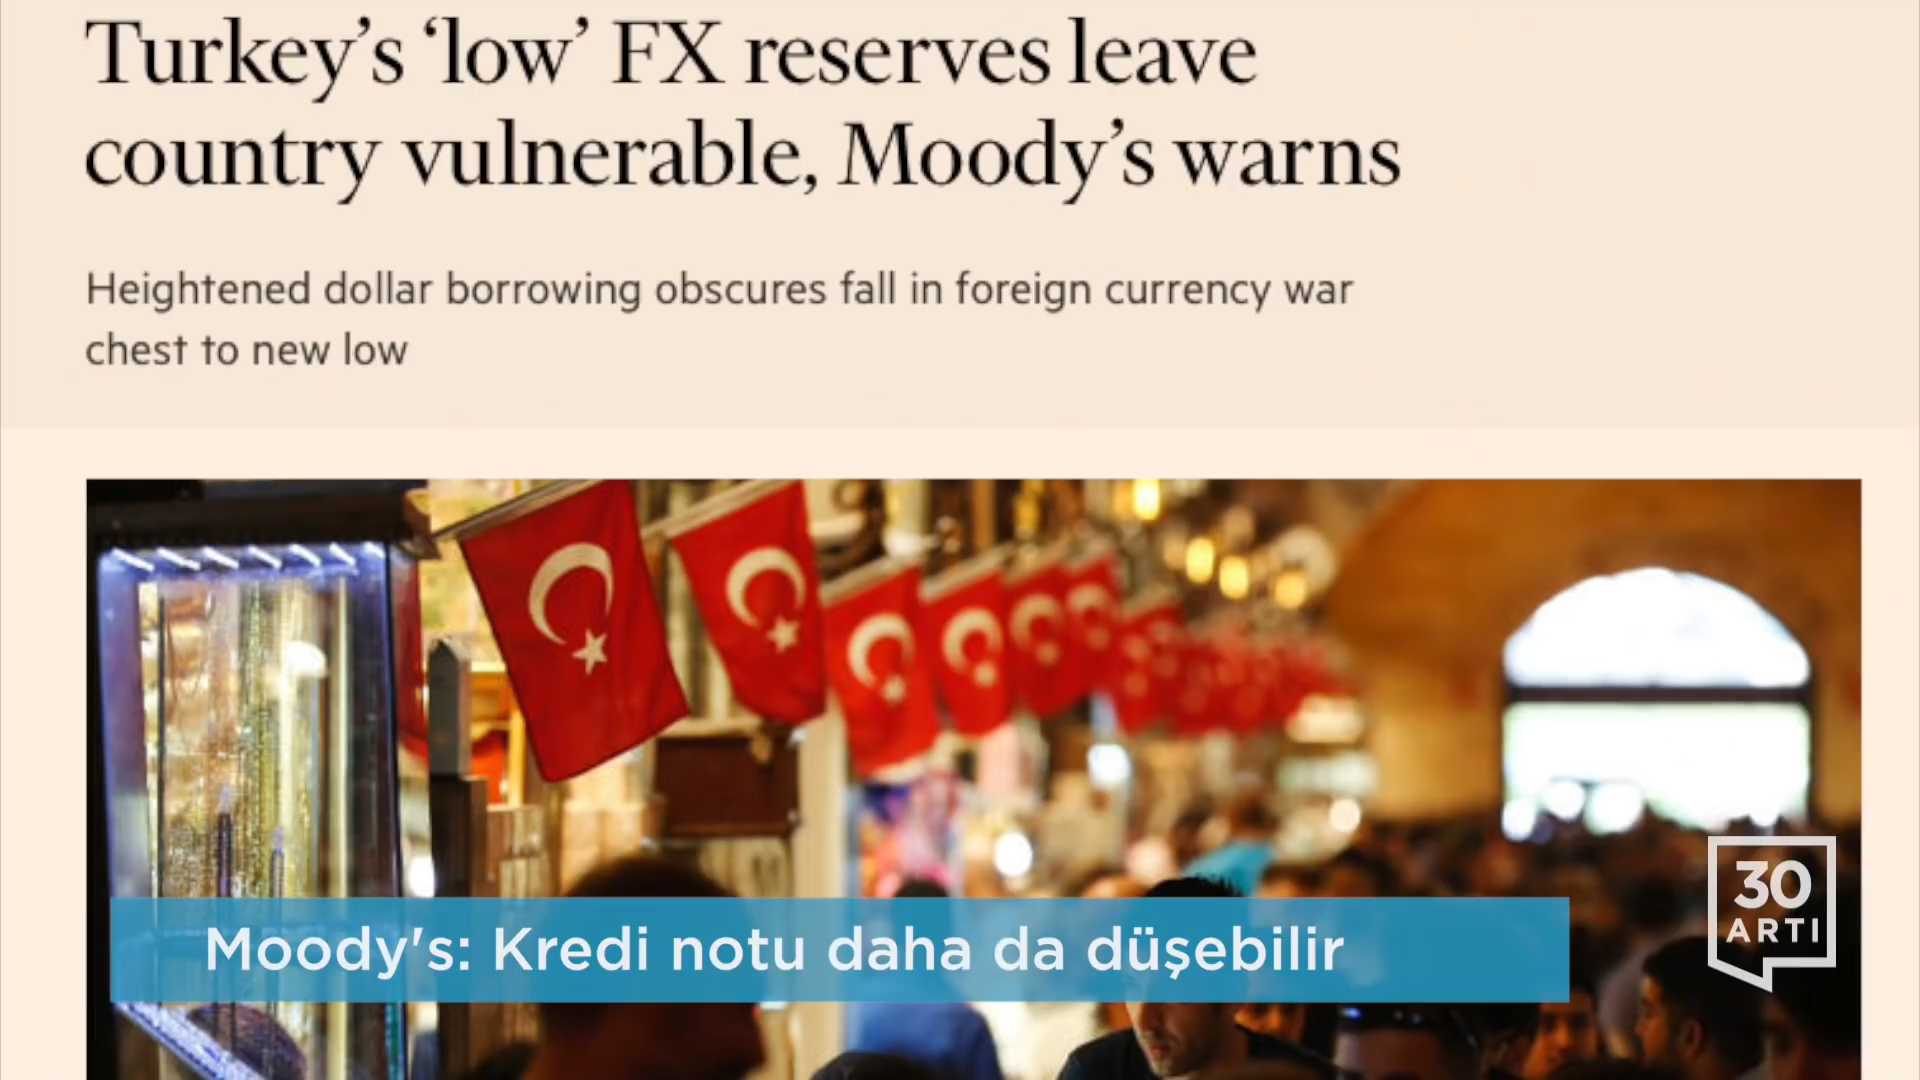 Turkey’s ‘low’ FX reserves leave
country vulnerable, Moody’s warns
Heightened dollar borrowing obscures fall in foreign currency war
chest to new low
Moody's: Kredi notu daha da düşebilir
30
ARTI